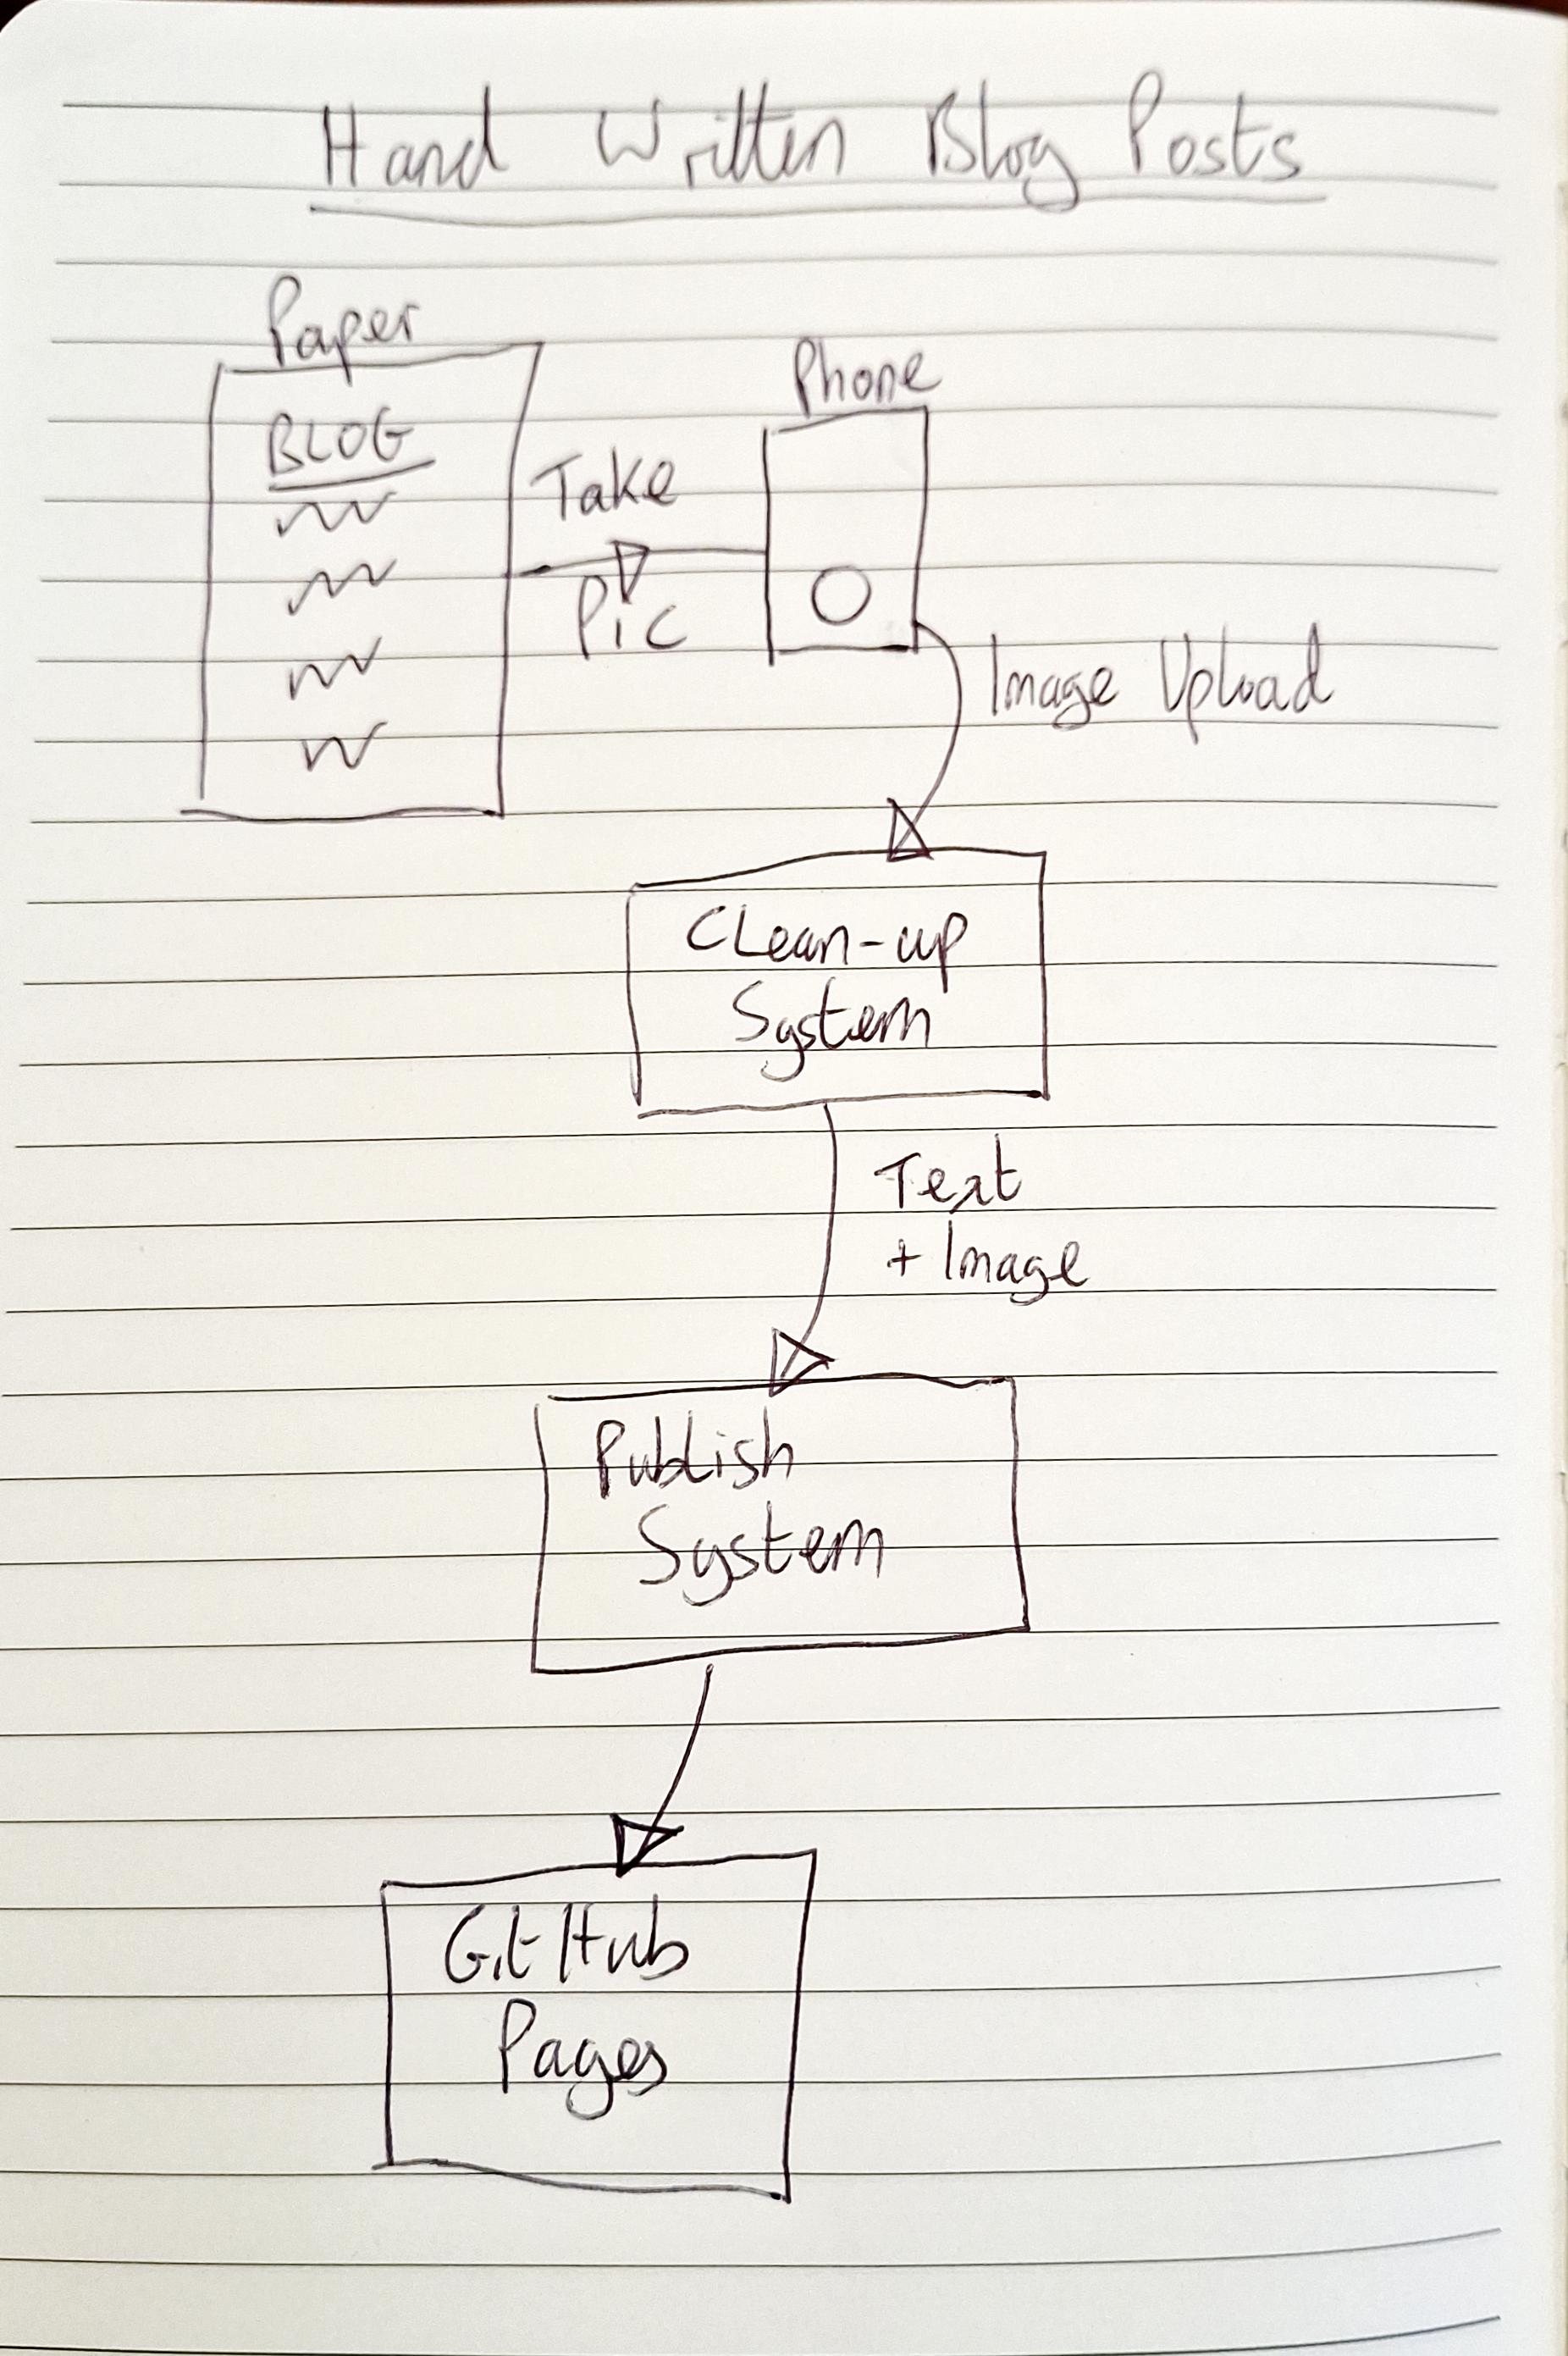 Hand Written Blog Posts
Paper
BLOG
Take
Pic
Phone
Image Upload
CLean-up
System
Text
+ Image
Publish
System
GitHub
Pages